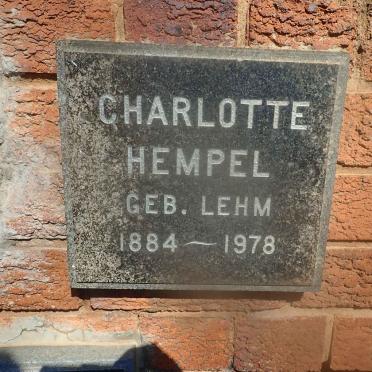 CHARLOTTE
HEMPEL
GEB. LEHM
1884 ~ 1978